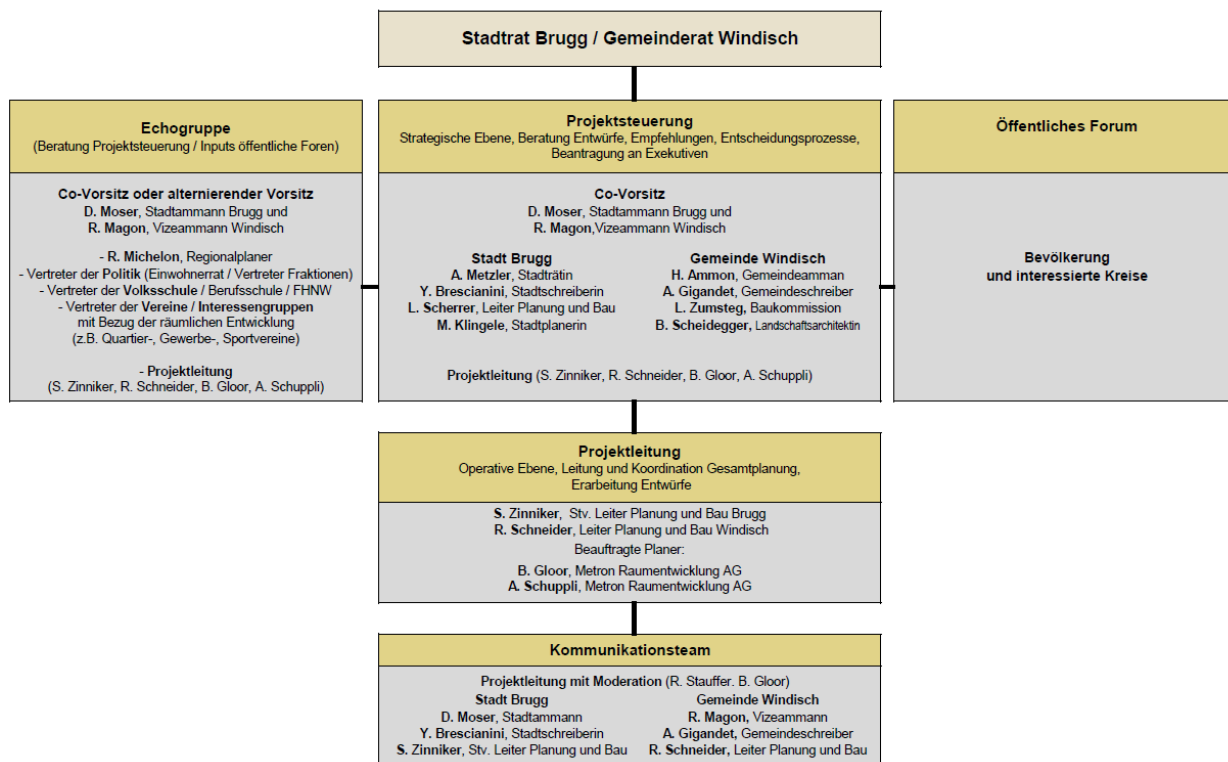 Stadtrat Brugg / Gemeinderat Windisch
Echogruppe
(Beratung Projektsteuerung / Inputs öffentliche Foren)
Co-Vorsitz oder alternierender Vorsitz
D. Moser, Stadtammann Brugg und
R. Magon, Vizeammann Windisch
- R. Michelon, Regionalplaner
- Vertreter der Politik (Einwohnerrat / Vertreter Fraktionen)
- Vertreter der Volksschule / Berufsschule / FHNW
- Vertreter der Vereine / Interessengruppen
mit Bezug der räumlichen Entwicklung
(z.B. Quartier-, Gewerbe-, Sportvereine)
- Projektleitung
(S. Zinniker, R. Schneider, B. Gloor, A. Schuppli)
Projektsteuerung
Strategische Ebene, Beratung Entwürfe, Empfehlungen, Entscheidungsprozesse,
Beantragung an Exekutiven
Co-Vorsitz
D. Moser, Stadtammann Brugg und
R. Magon,Vizeammann Windisch
Stadt Brugg
A. Metzler, Stadträtin
Y. Brescianini, Stadtschreiberin
L. Scherrer, Leiter Planung und Bau
M. Klingele, Stadtplanerin
Gemeinde Windisch
H. Ammon, Gemeindeamman
A. Gigandet, Gemeindeschreiber
L. Zumsteg, Baukommission
B. Scheidegger, Landschaftsarchitektin
Projektleitung (S. Zinniker, R. Schneider, B. Gloor, A. Schuppli)
Öffentliches Forum
Bevölkerung
und interessierte Kreise
Projektleitung
Operative Ebene, Leitung und Koordination Gesamtplanung,
Erarbeitung Entwürfe
S. Zinniker, Stv. Leiter Planung und Bau Brugg
R. Schneider, Leiter Planung und Bau Windisch
Beauftragte Planer:
B. Gloor, Metron Raumentwicklung AG
A. Schuppli, Metron Raumentwicklung AG
Kommunikationsteam
Projektleitung mit Moderation (R. Stauffer. B. Gloor)
Stadt Brugg
D. Moser, Stadtammann
Y. Brescianini, Stadtschreiberin
S. Zinniker, Stv. Leiter Planung und Bau
Gemeinde Windisch
R. Magon, Vizeammann
A. Gigandet, Gemeindeschreiber
R. Schneider, Leiter Planung und Bau